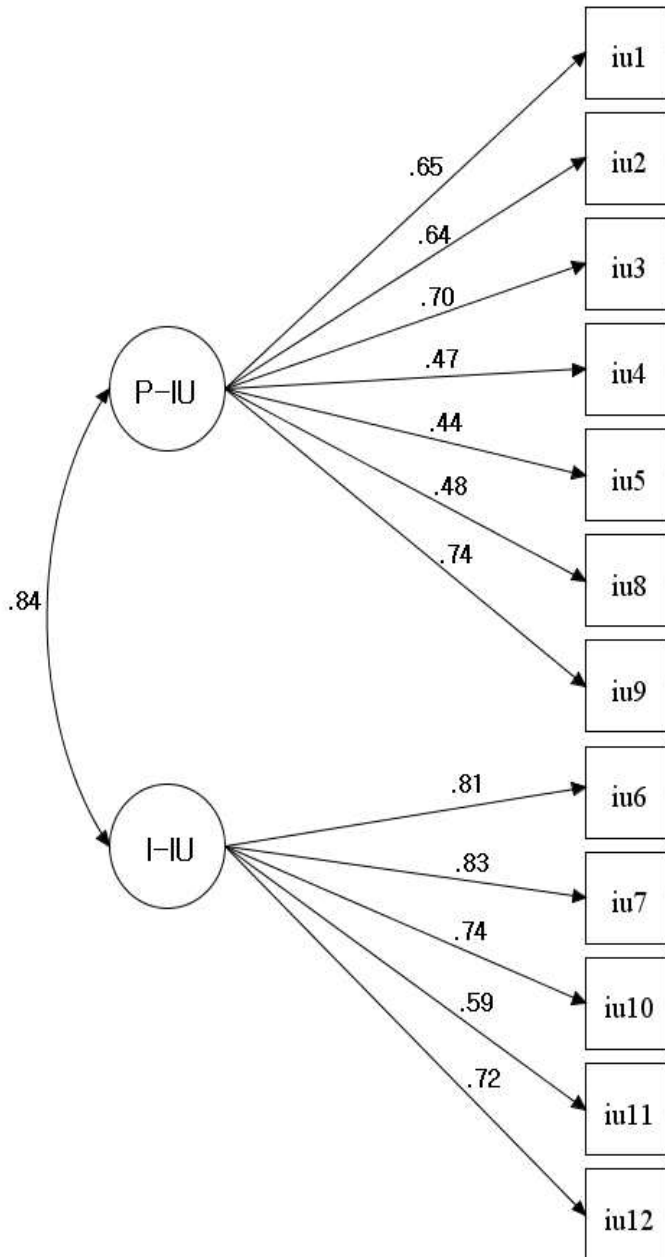 iu1
.65
iu2
.64
iu3
.70
P-IU
.47
iu4
.44
iu5
.48
iu8
.74
iu9
.84
.81
iu6
I-IU
.83
iu7
.74
iu10
.59
iu11
.72
iu12